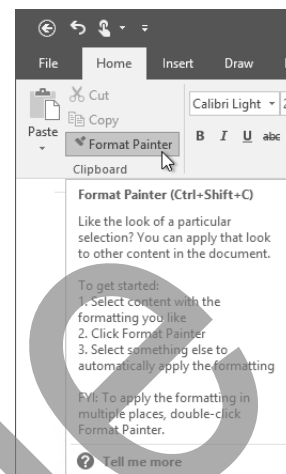 File Home Insert Draw
Cut
Calibri Light
Copy
Paste
Format Painter
B I U abc
Clipboard
Format Painter (Ctrl+Shift+C)
Like the look of a particular
selection? You can apply that look
to other content in the document.
To get started:
1. Select content with the
formatting you like
2. Click Format Painter
3. Select something else to
automatically apply the formatting
FYI: To apply the formatting in
multiple places, double-click
Format Painter.
? Tell me more